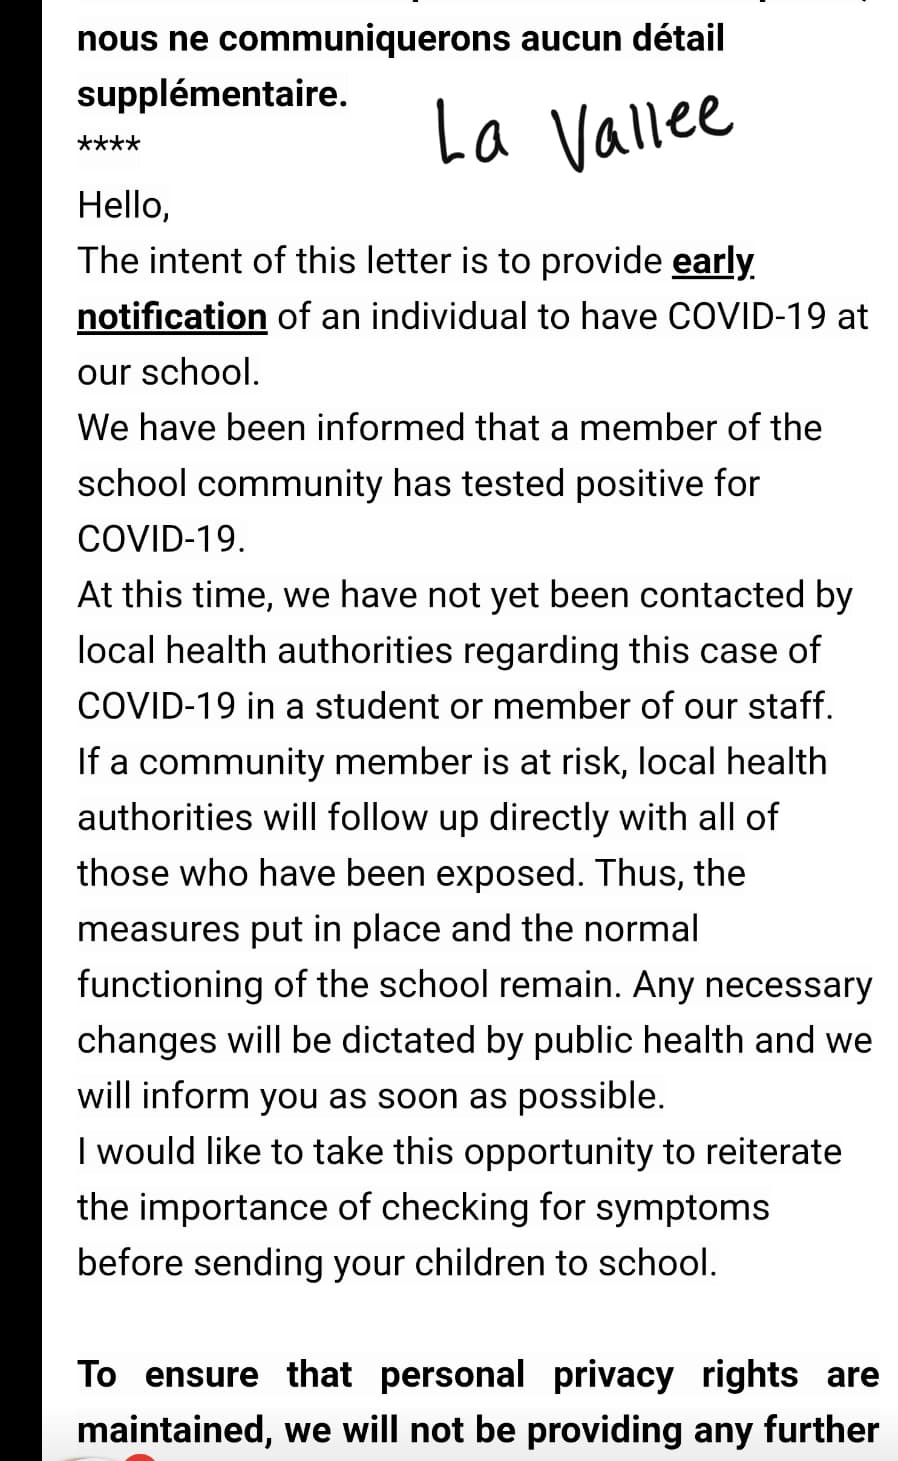 nous ne communiquerons aucun détail
supplémentaire.
La Vallee
****
Hello,
The intent of this letter is to provide early
notification of an individual to have COVID-19 at
our school.
We have been informed that a member of the
school community has tested positive for
COVID-19.
At this time, we have not yet been contacted by
local health authorities regarding this case of
COVID-19 in a student or member of our staff.
If a community member is at risk, local health
authorities will follow up directly with all of
those who have been exposed. Thus, the
measures put in place and the normal
functioning of the school remain. Any necessary
changes will be dictated by public health and we
will inform you as soon as possible.
I would like to take this opportunity to reiterate
the importance of checking for symptoms
before sending your children to school.
To ensure that personal privacy rights are
maintained, we will not be providing any further